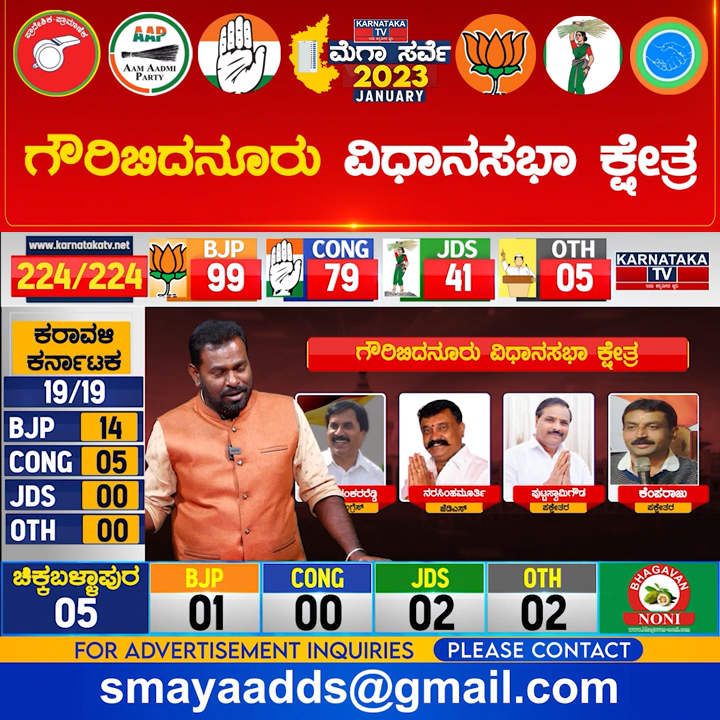 ಪ್ರಾದೇಶಿಕ-ಪ್ರಾಮಾಣಿಕ
AAP
AAM AADMI
PARTY
KARNATAKA
TV
ಮೆಗಾ ಸರ್ವೆ
2023
JANUARY
ಗೌರಿಬಿದನೂರು ವಿಧಾನಸಭಾ ಕ್ಷೇತ್ರ
www.karnatakatv.net
224/224
BJP
99
CONG
79
JDS
41
OTH
05
KARNATAKA
TV
ಕರಾವಳಿ
ಕರ್ನಾಟಕ
19/19
BJP 14
CONG 05
JDS 00
OTH 00
ಗೌರಿಬಿದನೂರು ವಿಧಾನಸಭಾ ಕ್ಷೇತ್ರ
ನರಸಿಂಹಮೂರ್ತಿ
ಜೆಡಿಎಸ್
ಪುಟ್ಟಸ್ವಾಮಿಗೌಡ
ಪಕ್ಷೇತರ
ಕೆಂಪರಾಜು
ಪಕ್ಷೇತರ
ಚಿಕ್ಕಬಳ್ಳಾಪುರ
05
BJP
01
CONG
00
JDS
02
OTH
02
BHAGAVAN
NONI
FOR ADVERTISEMENT INQUIRIES PLEASE CONTACT
smayaadds@gmail.com